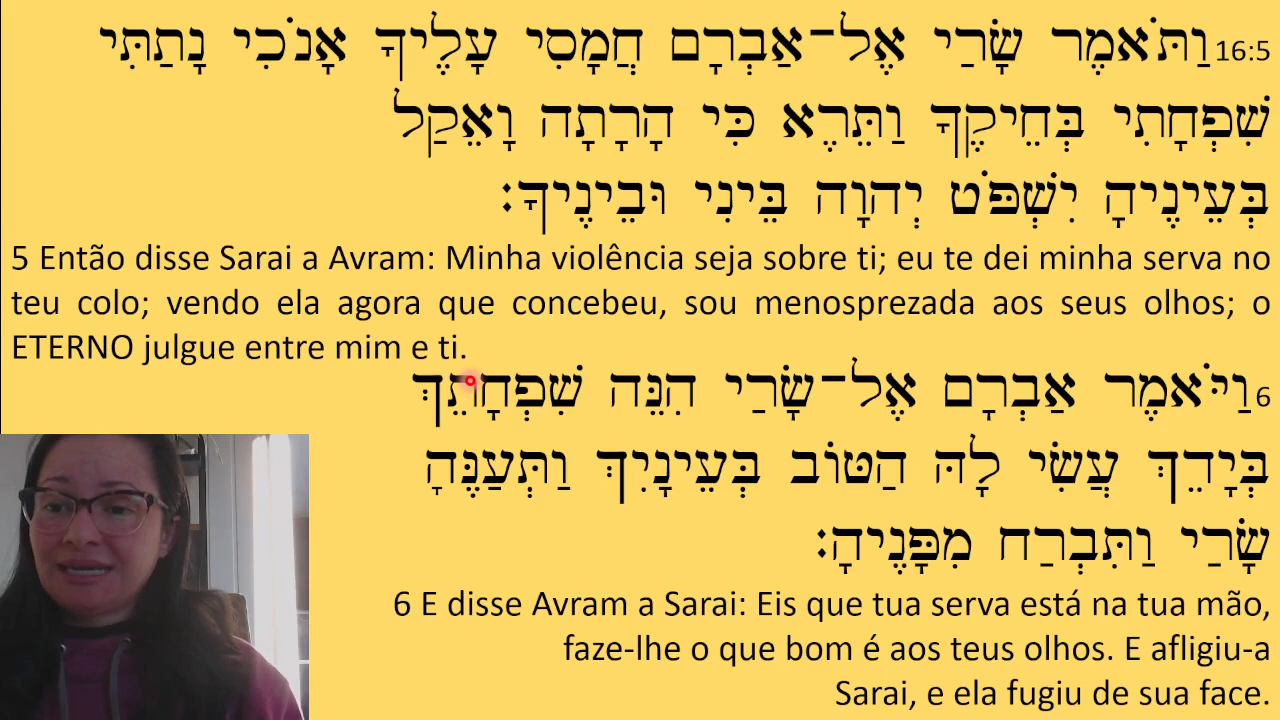 16:5 וַתֹּאמֶר שָׂרַי אֶל־אַבְרָם חֲמָסִי עָלֶיךָ אָנֹכִי נָתַתִּי
שִׁפְחָתִי בְּחֵיקֶךָ וַתֵּרֶא כִּי הָרָתָה וָאֵקַל
בְּעֵינֶיהָ יִשְׁפֹּט יְהוָה בֵּינִי וּבֵינֶיךָ׃
5 Então disse Sarai a Avram: Minha violência seja sobre ti; eu te dei minha serva no
teu colo; vendo ela agora que concebeu, sou menosprezada aos seus olhos; o
ETERNO julgue entre mim e ti.
6 וַיֹּאמֶר אַבְרָם אֶל־שָׂרַי הִנֵּה שִׁפְחָתֵךְ
בְּיָדֵךְ עֲשִׂי לָהּ הַטּוֹב בְּעֵינָיִךְ וַתְּעַנֶּהָ
שָׂרַי וַתִּבְרַח מִפָּנֶיהָ׃
6 E disse Avram a Sarai: Eis que tua serva está na tua mão,
faze-lhe o que bom é aos teus olhos. E afligiu-a
Sarai, e ela fugiu de sua face.